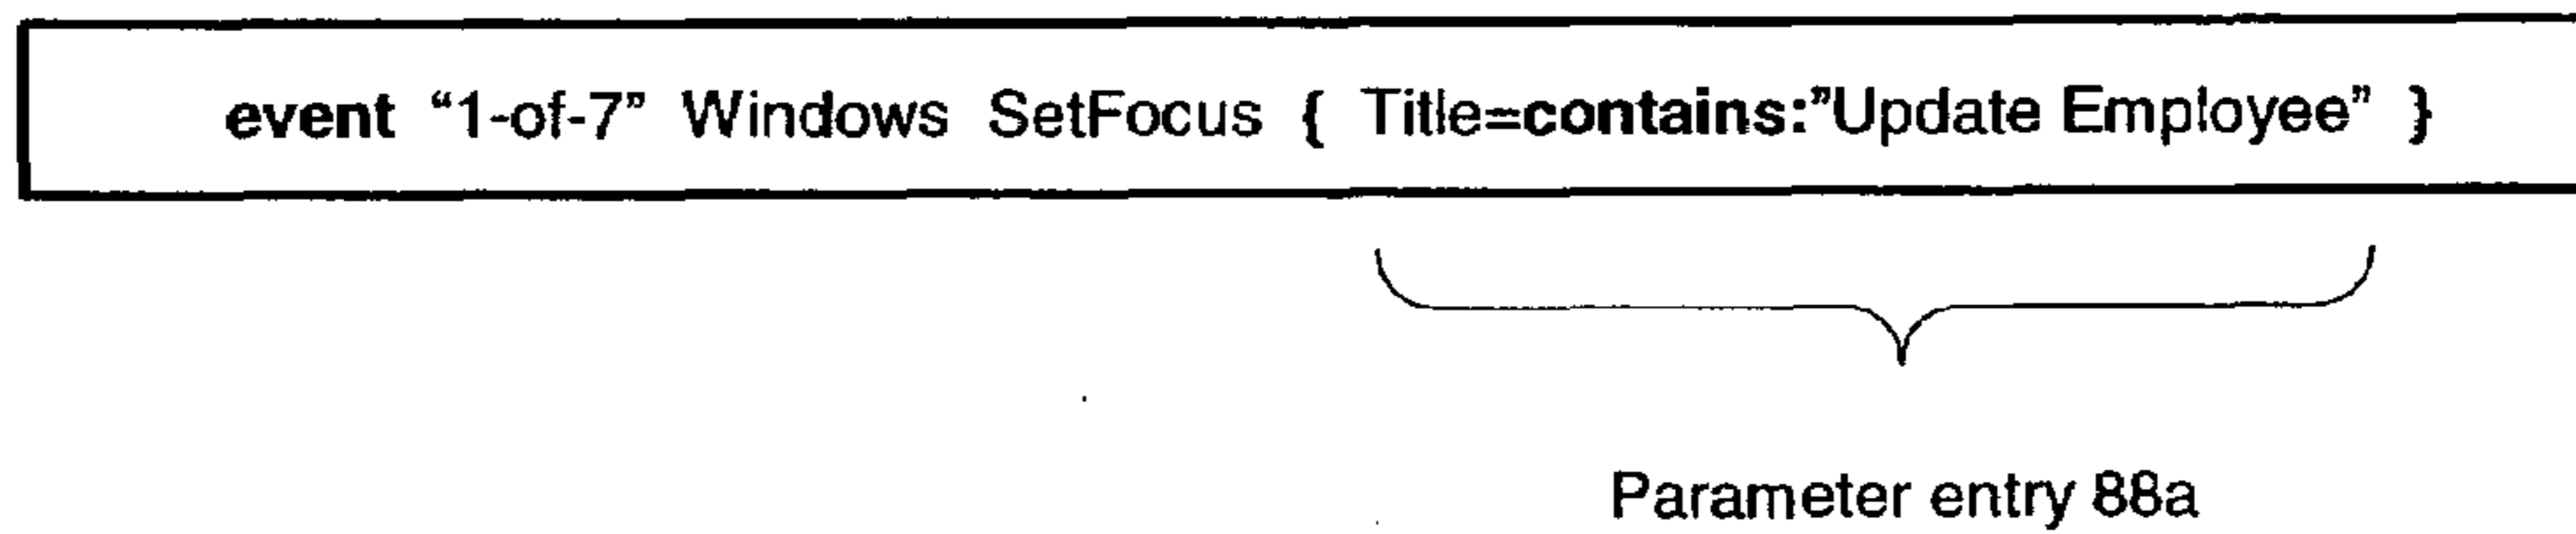 event “1-of-7” Windows SetFocus { Title=contains:”Update Employee” }
Parameter entry 88a